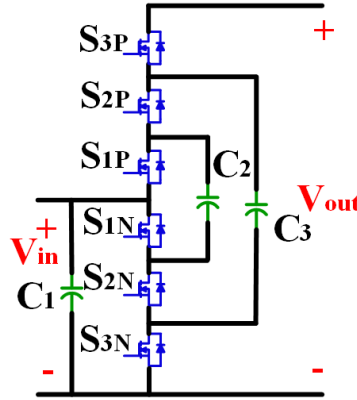 S3P
+
S2P
S1P
C2
+
Vin
S1N
C3
Vout
C1
S2N
S3N
-
-